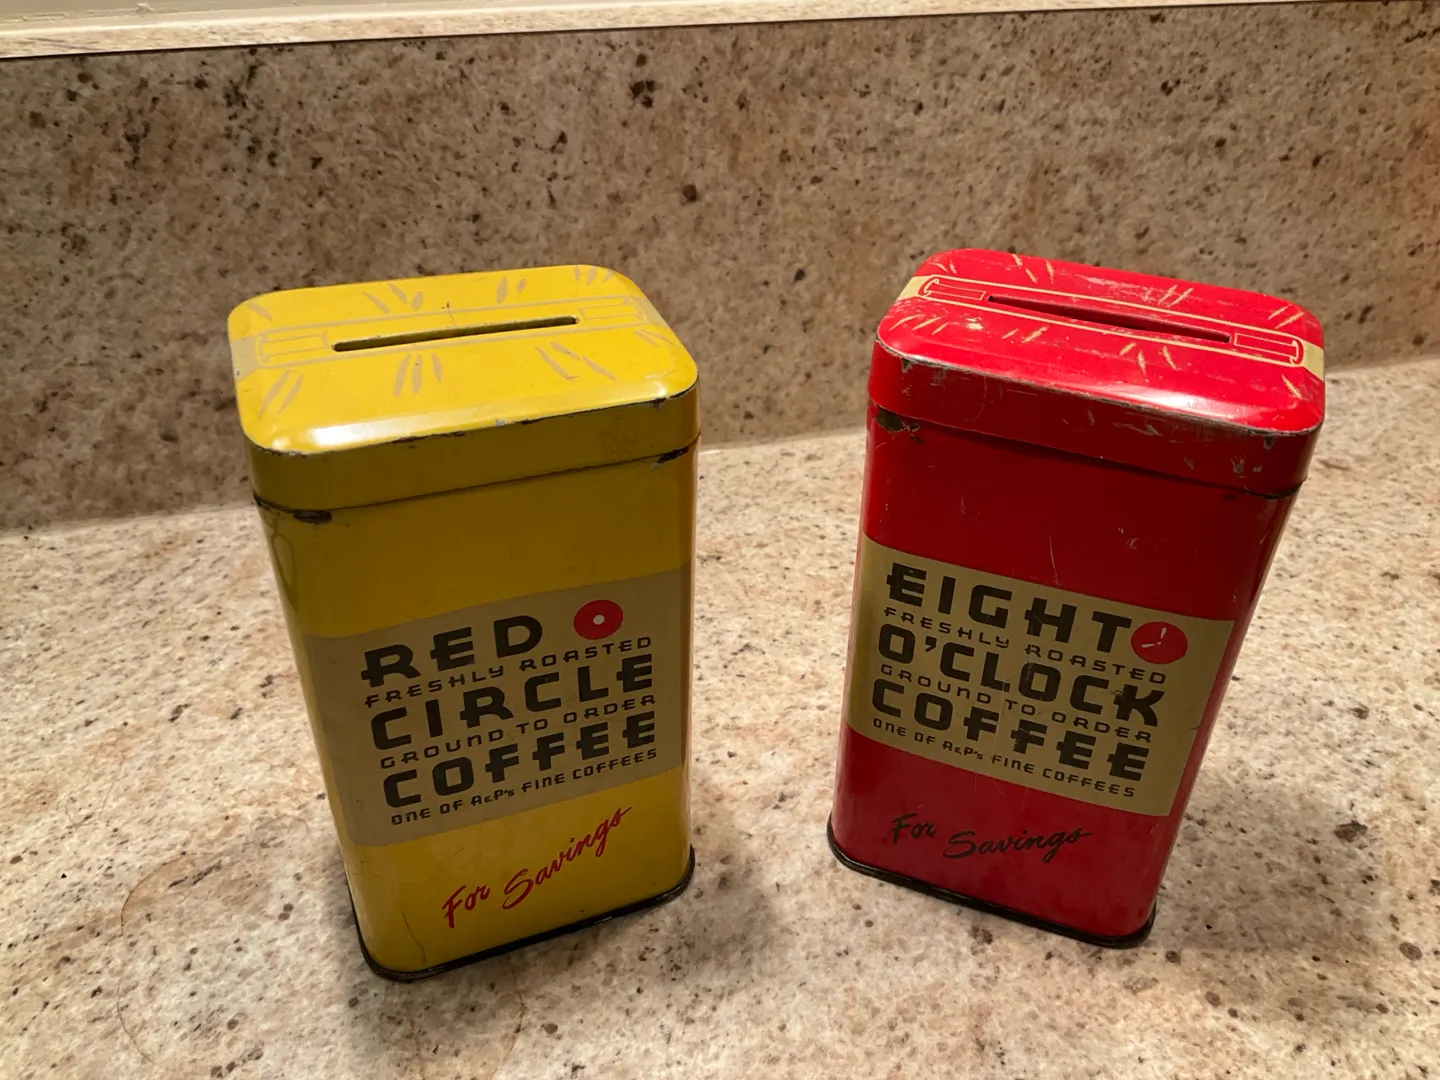 RED
FRESHLY ROASTED
CIRCLE
GROUND TO ORDER
COFFEE
ONE OF A&P's FINE COFFEES
For Savings
EIGHT
FRESHLY ROASTED
O'CLOCK
GROUND TO ORDER
COFFEE
ONE OF A&P's FINE COFFEES
For Savings